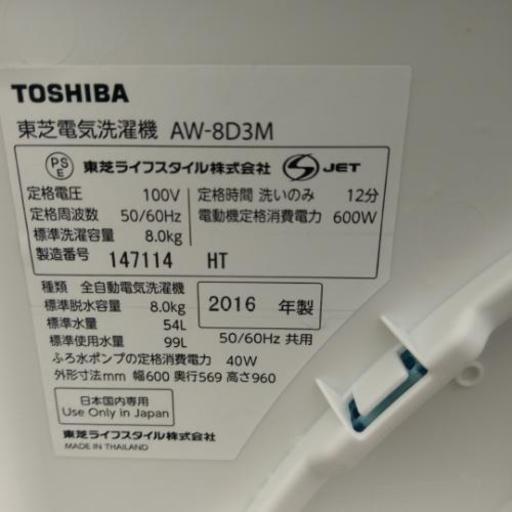 TOSHIBA
東芝電気洗濯機 AW-8D3M
PS E 東芝ライフスタイル株式会社 S JET
定格電圧 100V
定格周波数 50/60Hz
標準洗濯容量 8.0kg
製造番号 147114 HT
定格時間 洗いのみ 12分
電動機定格消費電力 600W
種類 全自動電気洗濯機
標準脱水容量 8.0kg
標準水量 54L
標準使用水量 99L
2016 年製
50/60Hz 共用
ふろ水ポンプの定格消費電力 40W
外形寸法mm 幅600 奥行569 高さ960
日本国内専用
Use Only in Japan
東芝ライフスタイル株式会社
MADE IN THAILAND